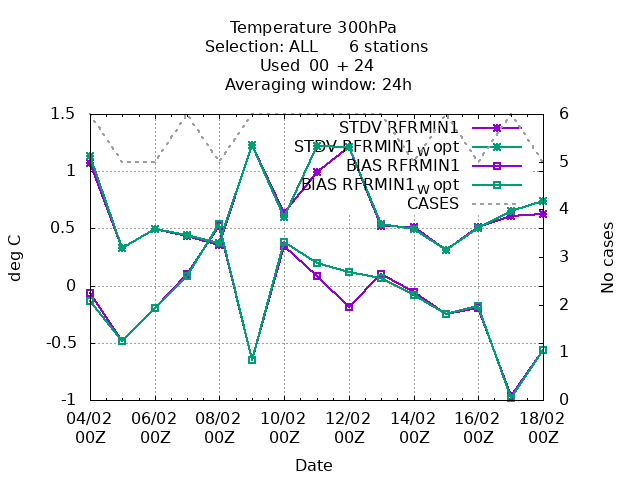 Temperature 300hPa
Selection: ALL 6 stations
Used 00 + 24
Averaging window: 24h
1.5
1
0.5
0
-0.5
-1
deg C
6
5
4
3
2
1
0
No cases
STDV RFRMIN1
STDV RFRMIN1 w opt
BIAS RFRMIN1
BIAS RFRMIN1 w opt
CASES
04/02 06/02 08/02 10/02 12/02 14/02 16/02 18/02
00Z 00Z 00Z 00Z 00Z 00Z 00Z 00Z
Date